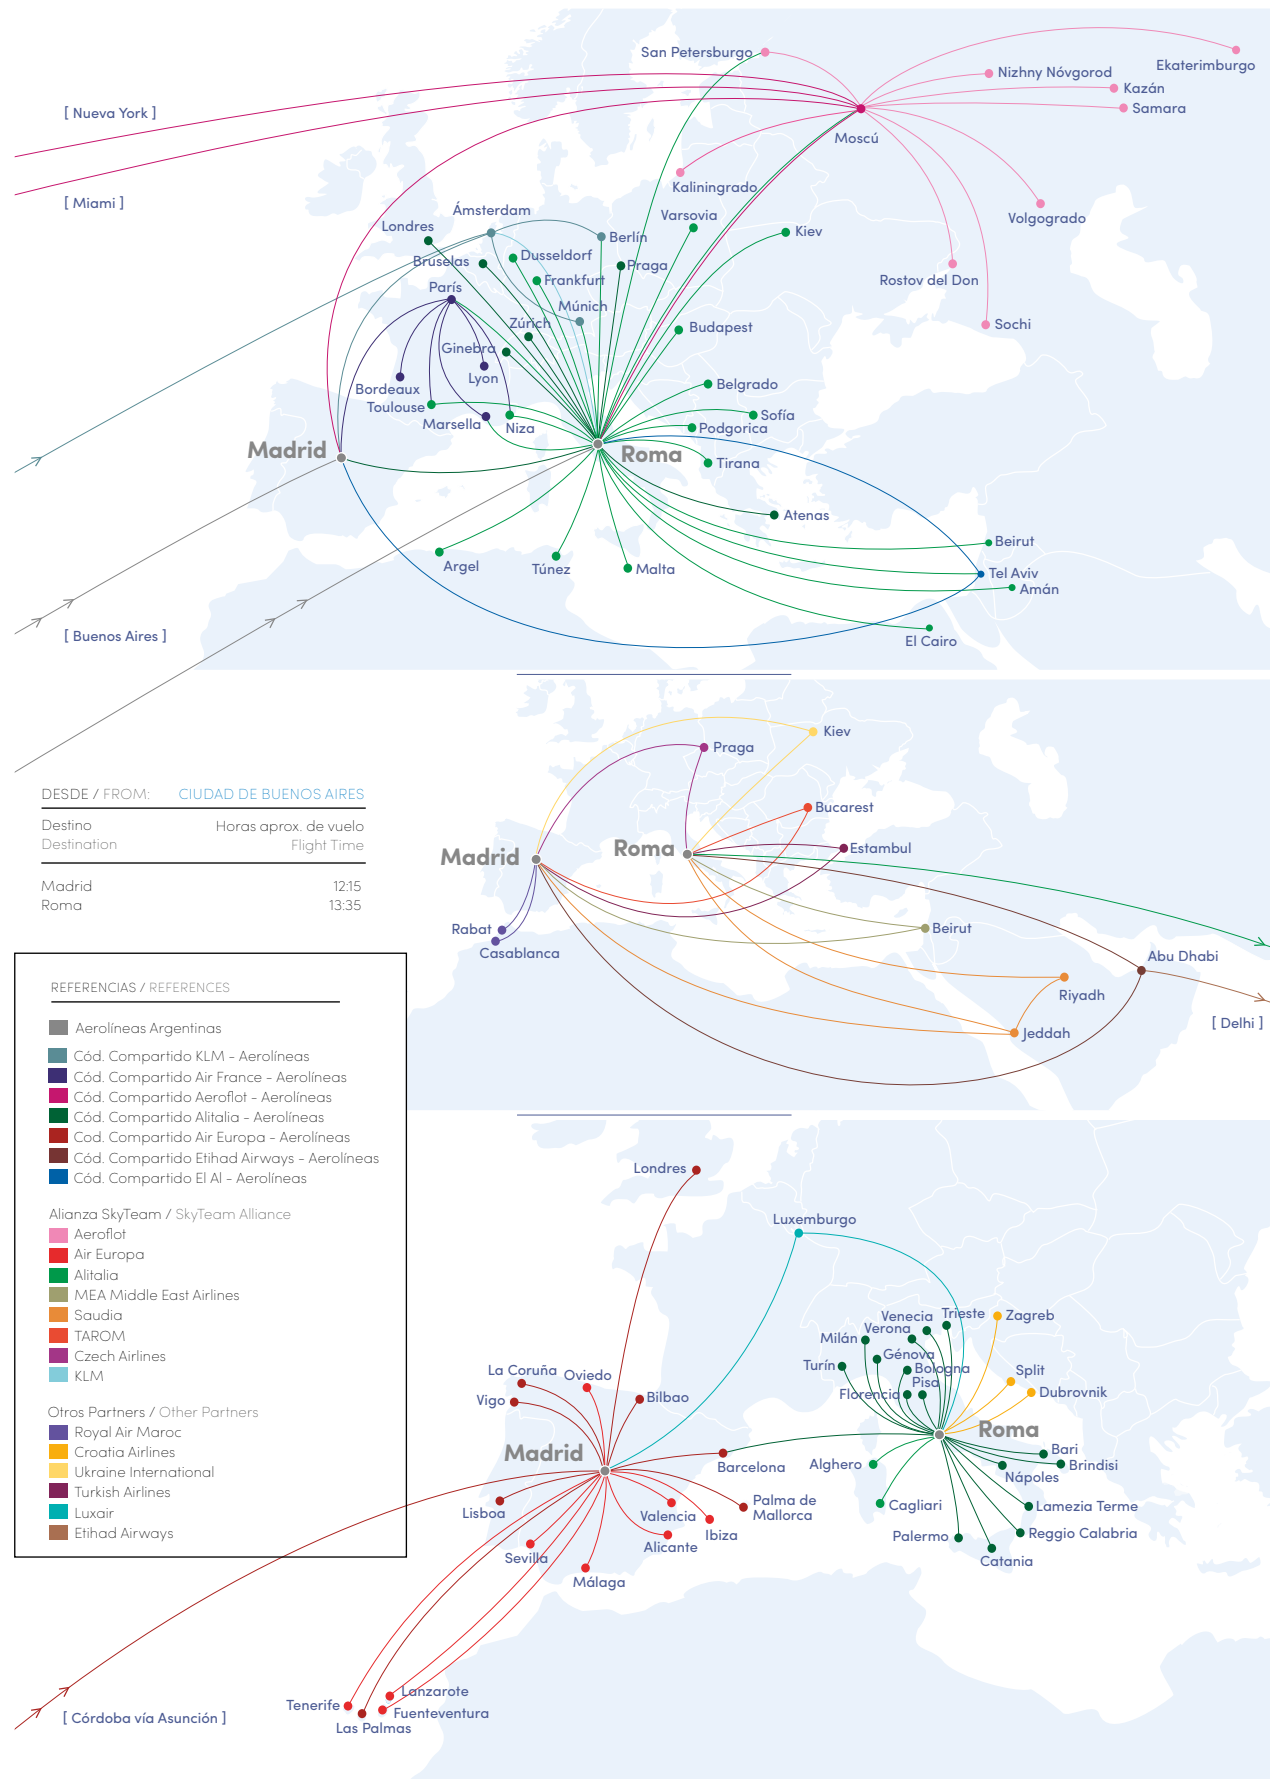 San Petersburgo
Ekaterimburgo
Nizhny Nóvgorod
Kazán
Samara
[ Nueva York ]
Moscú
[ Miami ]
Kaliningrado
Volgogrado
Ámsterdam
Varsovia
Londres
Berlín
Kiev
Bruselas
Dusseldorf
Praga
Frankfurt
Rostov del Don
París
Múnich
Zúrich
Budapest
Sochi
Ginebra
Lyon
Bordeaux
Belgrado
Toulouse
Marsella
Niza
Sofía
Podgorica
Madrid
Roma
Tirana
Atenas
Beirut
Argel
Túnez
Malta
Tel Aviv
Amán
[ Buenos Aires ]
El Cairo
Kiev
Praga
DESDE / FROM: CIUDAD DE BUENOS AIRES
Destino Horas aprox. de vuelo
Destination Flight Time
Madrid 12:15
Roma 13:35
Bucarest
Madrid
Roma
Estambul
Rabat
Casablanca
Beirut
Abu Dhabi
Riyadh
Jeddah
[ Delhi ]
REFERENCIAS / REFERENCES
Aerolíneas Argentinas
Cód. Compartido KLM - Aerolíneas
Cód. Compartido Air France - Aerolíneas
Cód. Compartido Aeroflot - Aerolíneas
Cód. Compartido Alitalia - Aerolíneas
Cod. Compartido Air Europa - Aerolíneas
Cód. Compartido Etihad Airways - Aerolíneas
Cód. Compartido El Al - Aerolíneas
Alianza SkyTeam / SkyTeam Alliance
Aeroflot
Air Europa
Alitalia
MEA Middle East Airlines
Saudia
TAROM
Czech Airlines
KLM
Otros Partners / Other Partners
Royal Air Maroc
Croatia Airlines
Ukraine International
Turkish Airlines
Luxair
Etihad Airways
Londres
Luxemburgo
Venecia
Trieste
Zagreb
Milán
Verona
Génova
Turín
Bologna
Split
Pisa
Florencia
Dubrovnik
La Coruña
Oviedo
Vigo
Bilbao
Madrid
Roma
Barcelona
Alghero
Bari
Brindisi
Nápoles
Lisboa
Palma de
Mallorca
Valencia
Ibiza
Cagliari
Lamezia Terme
Alicante
Palermo
Reggio Calabria
Sevilla
Catania
Málaga
Lanzarote
Tenerife
Fuenteventura
Las Palmas
[ Córdoba vía Asunción ]